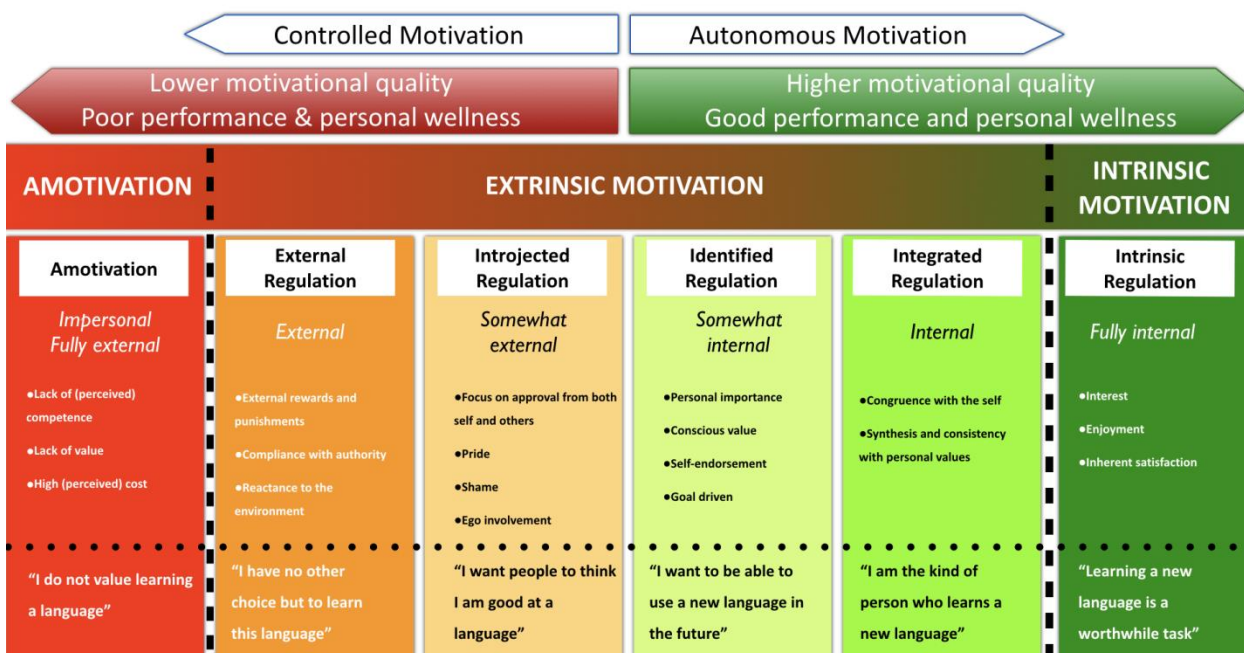 Controlled Motivation
Autonomous Motivation
Lower motivational quality
Poor performance & personal wellness
Higher motivational quality
Good performance and personal wellness
AMOTIVATION
EXTRINSIC MOTIVATION
INTRINSIC
MOTIVATION
Amotivation
Impersonal
Fully external
●Lack of (perceived)
competence
●Lack of value
●High (perceived) cost
“I do not value learning
a language”
External
Regulation
External
●External rewards and
punishments
●Compliance with authority
●Reactance to the
environment
“I have no other
choice but to learn
this language”
Introjected
Regulation
Somewhat
external
●Focus on approval from both
self and others
●Pride
●Shame
●Ego involvement
“I want people to think
I am good at a
language”
Identified
Regulation
Somewhat
internal
●Personal importance
●Conscious value
●Self-endorsement
●Goal driven
“I want to be able to
use a new language in
the future”
Integrated
Regulation
Internal
●Congruence with the self
●Synthesis and consistency
with personal values
“I am the kind of
person who learns a
new language”
Intrinsic
Regulation
Fully internal
●Interest
●Enjoyment
●Inherent satisfaction
“Learning a new
language is a
worthwhile task”